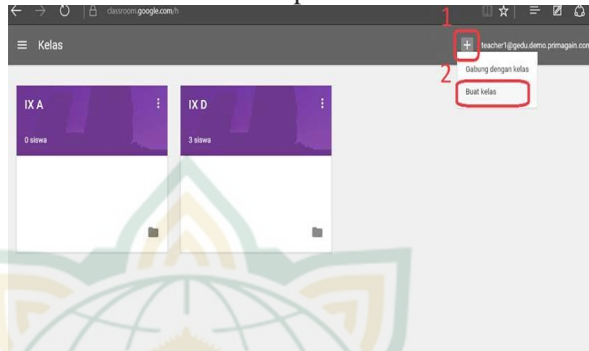 classroom.google.com/h
1
Kelas
teacher1@gedu.demo.primagain.com
2
Gabung dengan kelas
Buat kelas
IX A
0 siswa
IX D
3 siswa